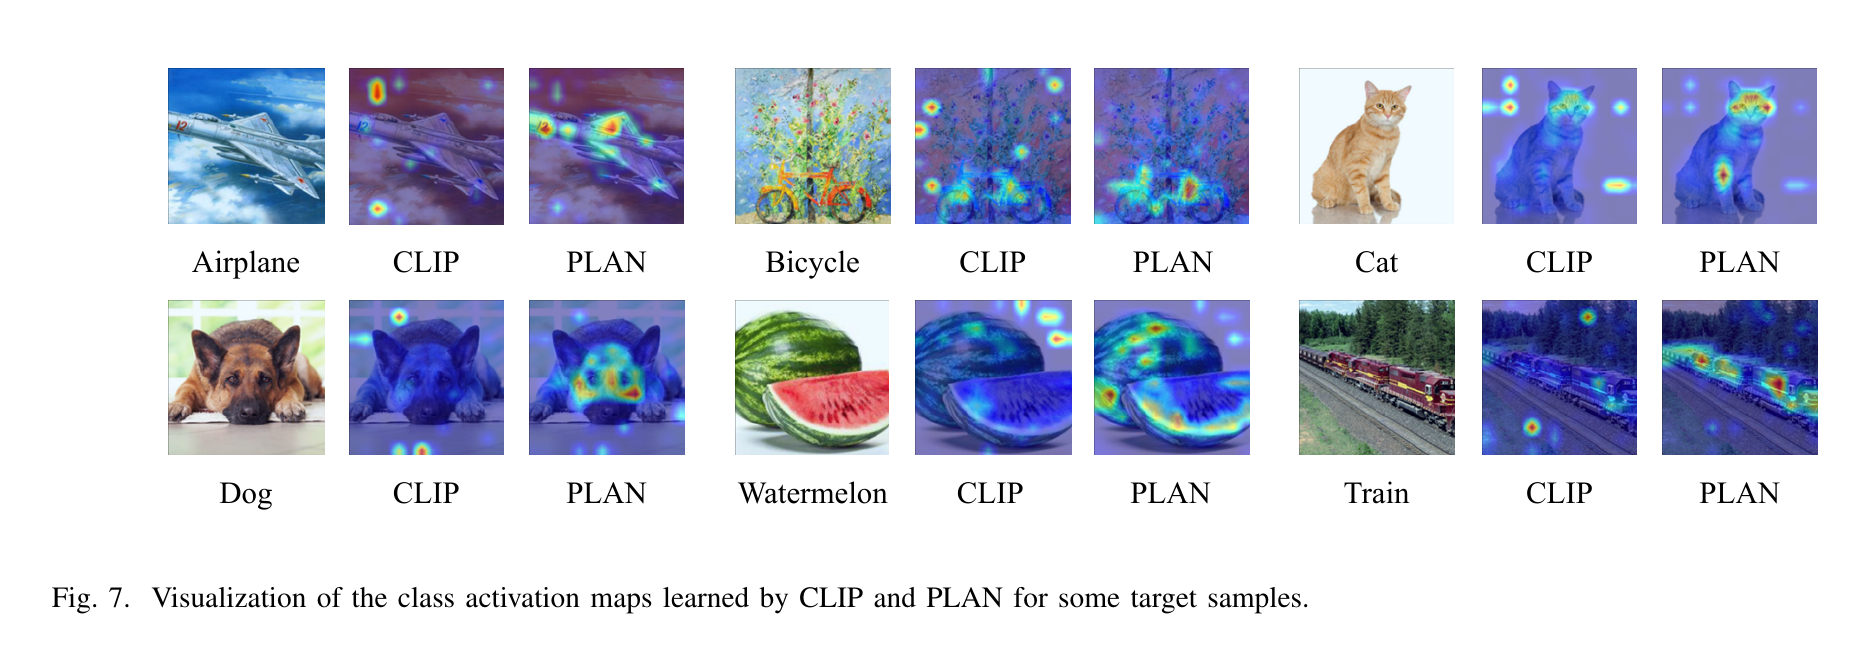 Airplane CLIP PLAN Bicycle CLIP PLAN Cat CLIP PLAN
Dog CLIP PLAN Watermelon CLIP PLAN Train CLIP PLAN
Fig. 7. Visualization of the class activation maps learned by CLIP and PLAN for some target samples.